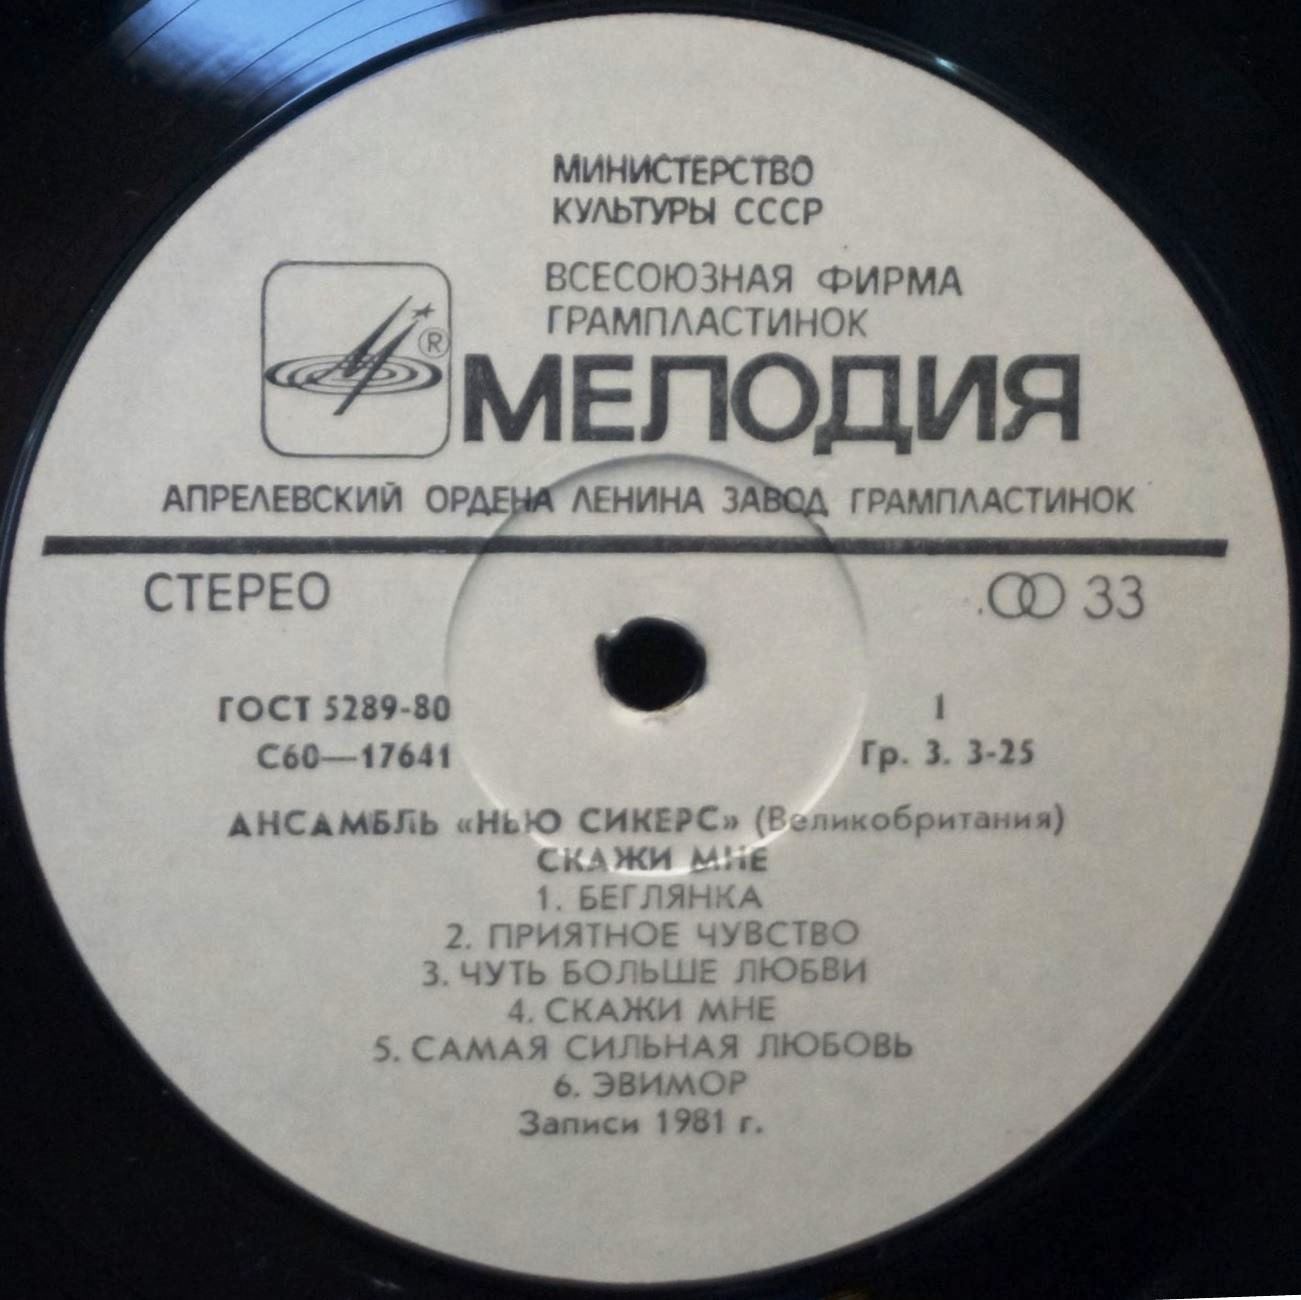 МИНИСТЕРСТВО
КУЛЬТУРЫ СССР
ВСЕСОЮЗНАЯ ФИРМА
ГРАМПЛАСТИНОК
®
МЕЛОДИЯ
АПРЕЛЕВСКИЙ ОРДЕНА ЛЕНИНА ЗАВОД ГРАМПЛАСТИНОК
СТЕРЕО 33
ГОСТ 5289-80 1
С60—17641 Гр. 3. 3-25
АНСАМБЛЬ «НЬЮ СИКЕРС» (Великобритания)
СКАЖИ МНЕ
1. БЕГЛЯНКА
2. ПРИЯТНОЕ ЧУВСТВО
3. ЧУТЬ БОЛЬШЕ ЛЮБВИ
4. СКАЖИ МНЕ
5. САМАЯ СИЛЬНАЯ ЛЮБОВЬ
6. ЭВИМОР
Записи 1981 г.